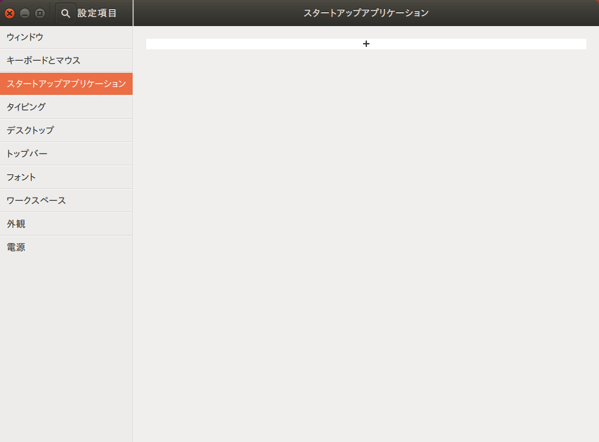 設定項目
スタートアップアプリケーション
ウィンドウ
キーボードとマウス
スタートアップアプリケーション
タイピング
デスクトップ
トップバー
フォント
ワークスペース
外観
電源
+